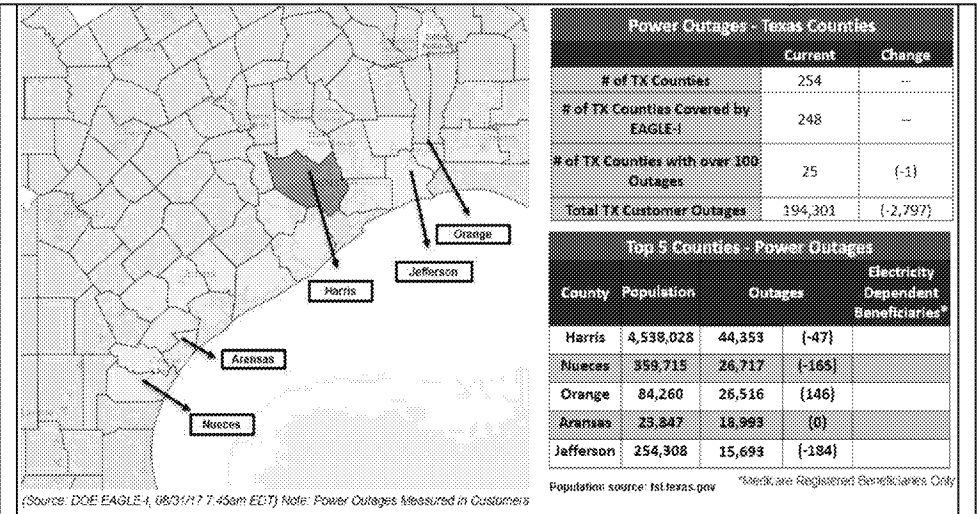 Orange
Jefferson
Harris
Aransas
Nueces
(Source: DOE EAGLE-I, 08/31/17 7:45am EDT) Note: Power Outages Measured in Customers
Power Outages - Texas Counties
Current Change
# of TX Counties 254 --
# of TX Counties Covered by EAGLE-I 248 --
# of TX Counties with over 100 Outages 25 (-1)
Total TX Customer Outages 194,301 (-2,797)
Top 5 Counties - Power Outages
County Population Outages Electricity Dependent Beneficiaries*
Harris 4,538,028 44,353 (-47)
Nueces 359,715 26,717 (-165)
Orange 84,260 26,516 (146)
Aransas 23,847 18,993 (0)
Jefferson 254,308 15,693 (-184)
Population source: tsl.texas.gov *Medicare Registered Beneficiaries Only